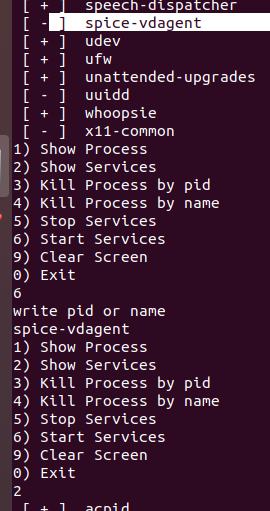 [ + ]  speech-dispatcher
[ - ]  spice-vdagent
[ + ]  udev
[ + ]  ufw
[ + ]  unattended-upgrades
[ - ]  uuidd
[ + ]  whoopsie
[ - ]  x11-common
1) Show Process
2) Show Services
3) Kill Process by pid
4) Kill Process by name
5) Stop Services
6) Start Services
9) Clear Screen
0) Exit
6
write pid or name
spice-vdagent
1) Show Process
2) Show Services
3) Kill Process by pid
4) Kill Process by name
5) Stop Services
6) Start Services
9) Clear Screen
0) Exit
2
[ + ]  acpid